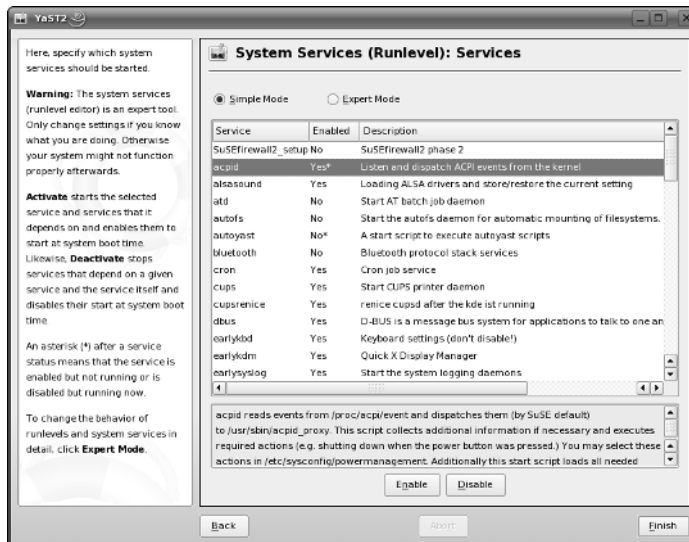 YaST2
Here, specify which system
services should be started.
Warning: The system services
(runlevel editor) is an expert tool.
Only change settings if you know
what you are doing. Otherwise
your system might not function
properly afterwards.
Activate starts the selected
service and services that it
depends on and enables them to
start at system boot time.
Likewise, Deactivate stops
services that depend on a given
service and the service itself and
disables their start at system boot
time.
An asterisk (*) after a service
status means that the service is
enabled but not running or is
disabled but running now.
To change the behavior of
runlevels and system services in
detail, click Expert Mode.
System Services (Runlevel): Services
Simple Mode Expert Mode
Service Enabled Description
SuSEfirewall2_setup No SuSEfirewall2 phase 2
acpid Yes* Listen and dispatch ACPI events from the kernel
alsasound Yes Loading ALSA drivers and store/restore the current setting
atd No Start AT batch job daemon
autofs No Start the autofs daemon for automatic mounting of filesystems.
autoyast No* A start script to execute autoyast scripts
bluetooth No Bluetooth protocol stack services
cron Yes Cron job service
cups Yes Start CUPS printer daemon
cupsrenice Yes renice cupsd after the kde ist running
dbus Yes D-BUS is a message bus system for applications to talk to one an
earlykbd Yes Keyboard settings (don't disable!)
earlykdm Yes Quick X Display Manager
earlysyslog Yes Start the system logging daemons
acpid reads events from /proc/acpi/event and dispatches them (by SuSE default)
to /usr/sbin/acpid_proxy. This script collects additional information if necessary and executes
required actions (e.g. shutting down when the power button was pressed.) You may select these
actions in /etc/sysconfig/powermanagement. Additionally this start script loads all needed
Enable Disable
Back Abort Finish